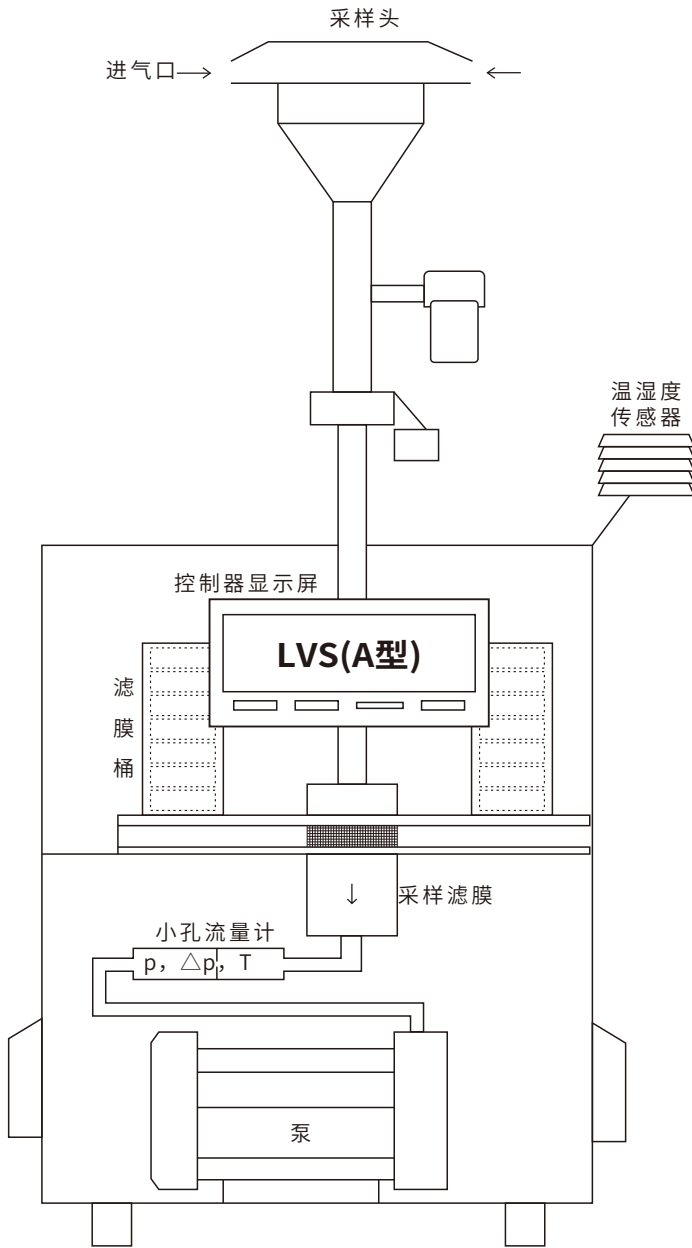 采样头
进气口
温湿度
传感器
控制器显示屏
LVS(A型)
滤
膜
桶
采样滤膜
小孔流量计
p，△p，T
泵